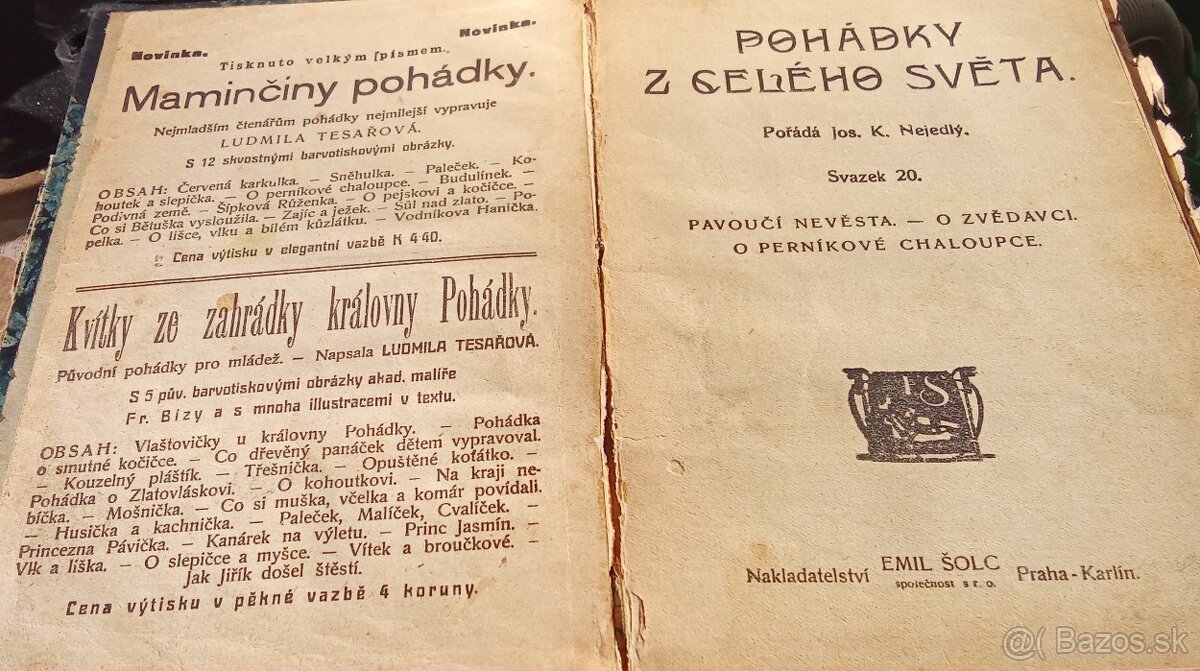 Novinka. Novinka.
Tisknuto velkým písmem.
Maminčiny pohádky.
Nejmladším čtenářům pohádky nejmilejší vypravuje
LUDMILA TESAŘOVÁ.
S 12 skvostnými barvotiskovými obrázky.
OBSAH: Červená karkulka. — Sněhulka. — Paleček. — Ko-
houtek a slepička. — O perníkové chaloupce. — Budulínek. —
Podivná země. — Šípková Růženka. — O pejskovi a kočičce. —
Co si Bětuška vysloužila. — Zajíc a ježek. — Sůl nad zlato. — Po-
pelka. — O lišce, vlku a bílém kůzlátku. — Vodníkova Hanička.
Cena výtisku v elegantní vazbě K 4·40.
Kvítky ze zahrádky královny Pohádky.
Původní pohádky pro mládež. — Napsala LUDMILA TESAŘOVÁ.
S 5 pův. barvotiskovými obrázky akad. malíře
Fr. Bizy a s mnoha illustracemi v textu.
OBSAH: Vlaštovičky u královny Pohádky. — Pohádka
o smutné kočičce. — Co dřevěný panáček dětem vypravoval.
— Kouzelný pláštík. — Třešnička. — Opuštěné koťátko. —
Pohádka o Zlatovláskovi. — O kohoutkovi. — Na kraji ne-
bíčka. — Mošnička. — Co si muška, včelka a komár povídali.
— Husička a kachnička. — Paleček, Malíček, Cvalíček. —
Princezna Pávička. — Kanárek na výletu. — Princ Jasmín. —
Vlk a liška. — O slepičce a myšce. — Vítek a broučkové. —
Jak Jiřík došel štěstí.
Cena výtisku v pěkné vazbě 4 koruny.
POHÁDKY
Z CELÉHO SVĚTA.
Pořádá Jos. K. Nejedlý.
Svazek 20.
PAVOUČÍ NEVĚSTA. — O ZVĚDAVCI.
O PERNÍKOVÉ CHALOUPCE.
Nakladatelství EMIL ŠOLC Praha-Karlín.
společnost s r. o.
@( Bazos.sk